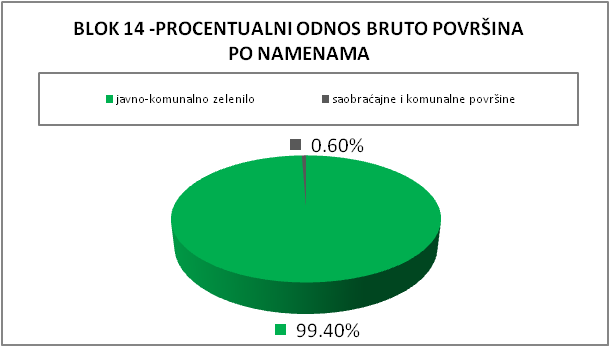 BLOK 14 -PROCENTUALNI ODNOS BRUTO POVRŠINA
PO NAMENAMA
javno-komunalno zelenilo
saobraćajne i komunalne površine
0.60%
99.40%